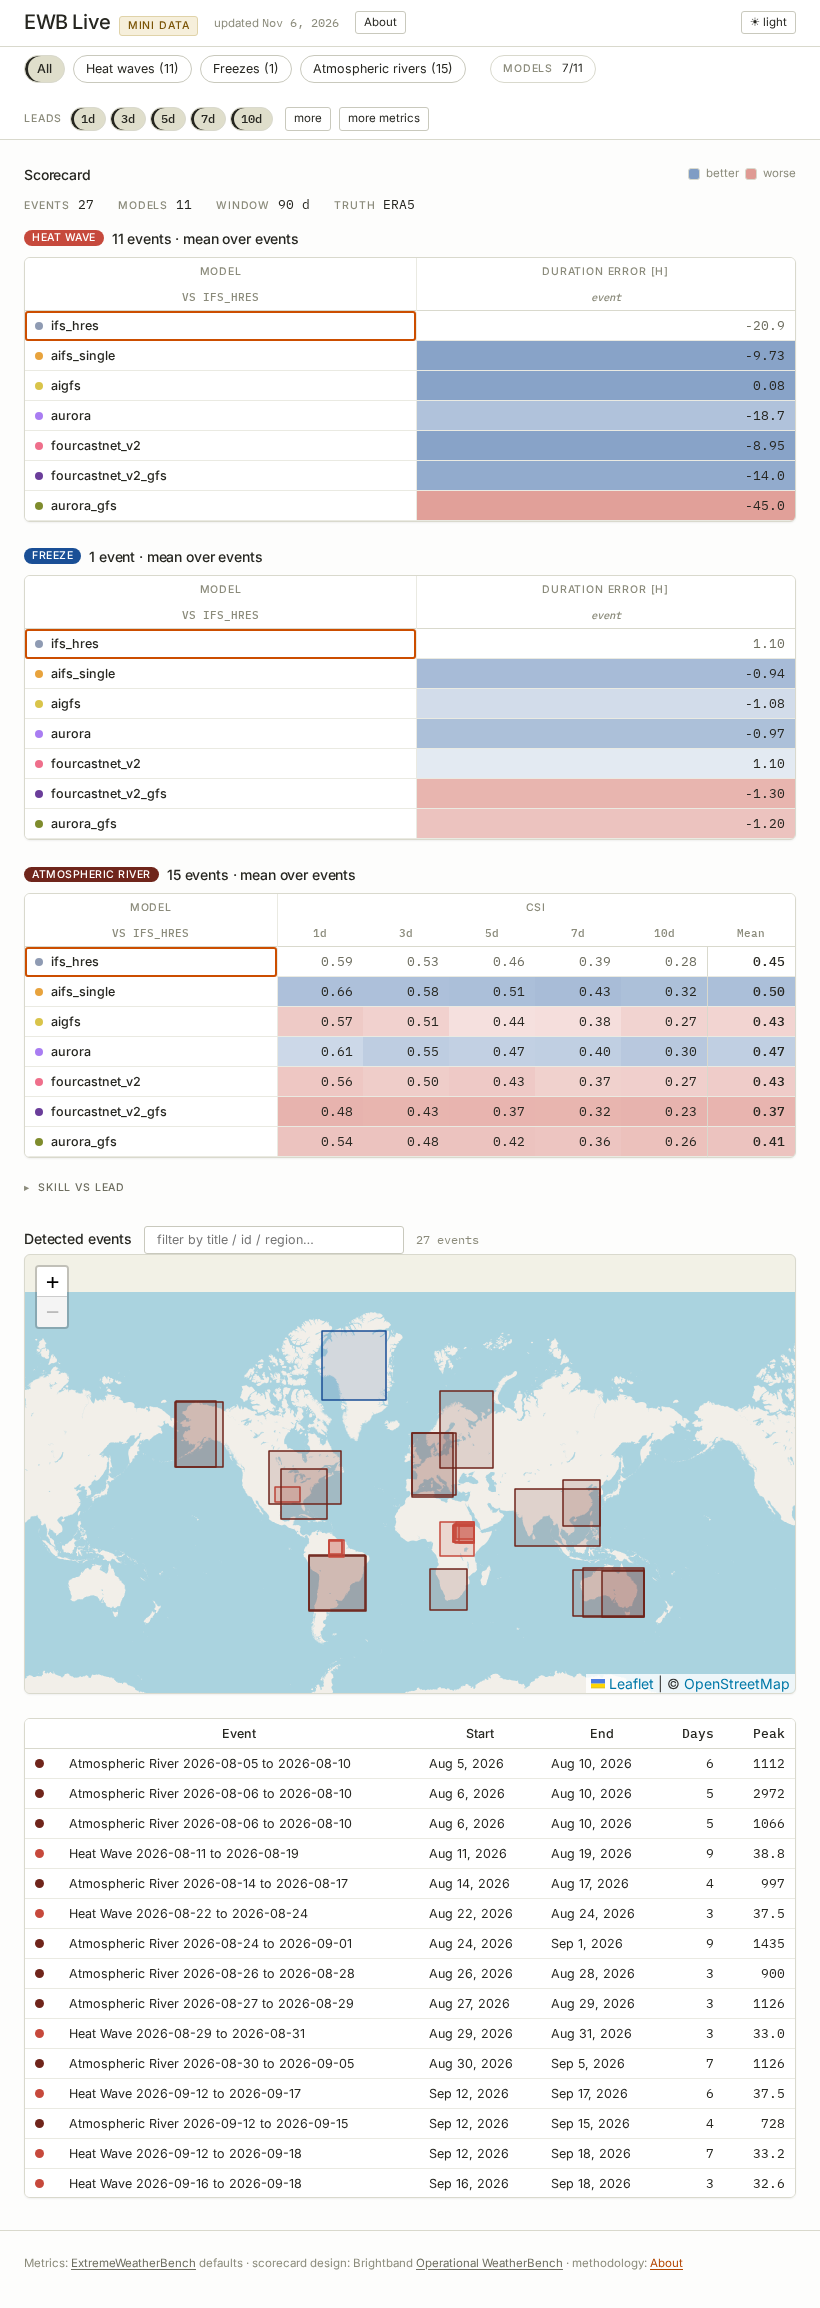 EWB Live MINI DATA updated Nov 6, 2026 About ☀ light
All Heat waves (11) Freezes (1) Atmospheric rivers (15) MODELS 7/11
LEADS 1d 3d 5d 7d 10d more more metrics
Scorecard better worse
EVENTS 27 MODELS 11 WINDOW 90 d TRUTH ERA5
HEAT WAVE 11 events · mean over events
MODEL DURATION ERROR [H]
VS IFS_HRES event
ifs_hres -20.9
aifs_single -9.73
aigfs 0.08
aurora -18.7
fourcastnet_v2 -8.95
fourcastnet_v2_gfs -14.0
aurora_gfs -45.0
FREEZE 1 event · mean over events
MODEL DURATION ERROR [H]
VS IFS_HRES event
ifs_hres 1.10
aifs_single -0.94
aigfs -1.08
aurora -0.97
fourcastnet_v2 1.10
fourcastnet_v2_gfs -1.30
aurora_gfs -1.20
ATMOSPHERIC RIVER 15 events · mean over events
MODEL CSI
VS IFS_HRES 1d 3d 5d 7d 10d Mean
ifs_hres 0.59 0.53 0.46 0.39 0.28 0.45
aifs_single 0.66 0.58 0.51 0.43 0.32 0.50
aigfs 0.57 0.51 0.44 0.38 0.27 0.43
aurora 0.61 0.55 0.47 0.40 0.30 0.47
fourcastnet_v2 0.56 0.50 0.43 0.37 0.27 0.43
fourcastnet_v2_gfs 0.48 0.43 0.37 0.32 0.23 0.37
aurora_gfs 0.54 0.48 0.42 0.36 0.26 0.41
▸ SKILL VS LEAD
Detected events filter by title / id / region... 27 events
+
−
Leaflet | © OpenStreetMap
Event Start End Days Peak
Atmospheric River 2026-08-05 to 2026-08-10 Aug 5, 2026 Aug 10, 2026 6 1112
Atmospheric River 2026-08-06 to 2026-08-10 Aug 6, 2026 Aug 10, 2026 5 2972
Atmospheric River 2026-08-06 to 2026-08-10 Aug 6, 2026 Aug 10, 2026 5 1066
Heat Wave 2026-08-11 to 2026-08-19 Aug 11, 2026 Aug 19, 2026 9 38.8
Atmospheric River 2026-08-14 to 2026-08-17 Aug 14, 2026 Aug 17, 2026 4 997
Heat Wave 2026-08-22 to 2026-08-24 Aug 22, 2026 Aug 24, 2026 3 37.5
Atmospheric River 2026-08-24 to 2026-09-01 Aug 24, 2026 Sep 1, 2026 9 1435
Atmospheric River 2026-08-26 to 2026-08-28 Aug 26, 2026 Aug 28, 2026 3 900
Atmospheric River 2026-08-27 to 2026-08-29 Aug 27, 2026 Aug 29, 2026 3 1126
Heat Wave 2026-08-29 to 2026-08-31 Aug 29, 2026 Aug 31, 2026 3 33.0
Atmospheric River 2026-08-30 to 2026-09-05 Aug 30, 2026 Sep 5, 2026 7 1126
Heat Wave 2026-09-12 to 2026-09-17 Sep 12, 2026 Sep 17, 2026 6 37.5
Atmospheric River 2026-09-12 to 2026-09-15 Sep 12, 2026 Sep 15, 2026 4 728
Heat Wave 2026-09-12 to 2026-09-18 Sep 12, 2026 Sep 18, 2026 7 33.2
Heat Wave 2026-09-16 to 2026-09-18 Sep 16, 2026 Sep 18, 2026 3 32.6
Metrics: ExtremeWeatherBench defaults · scorecard design: Brightband Operational WeatherBench · methodology: About